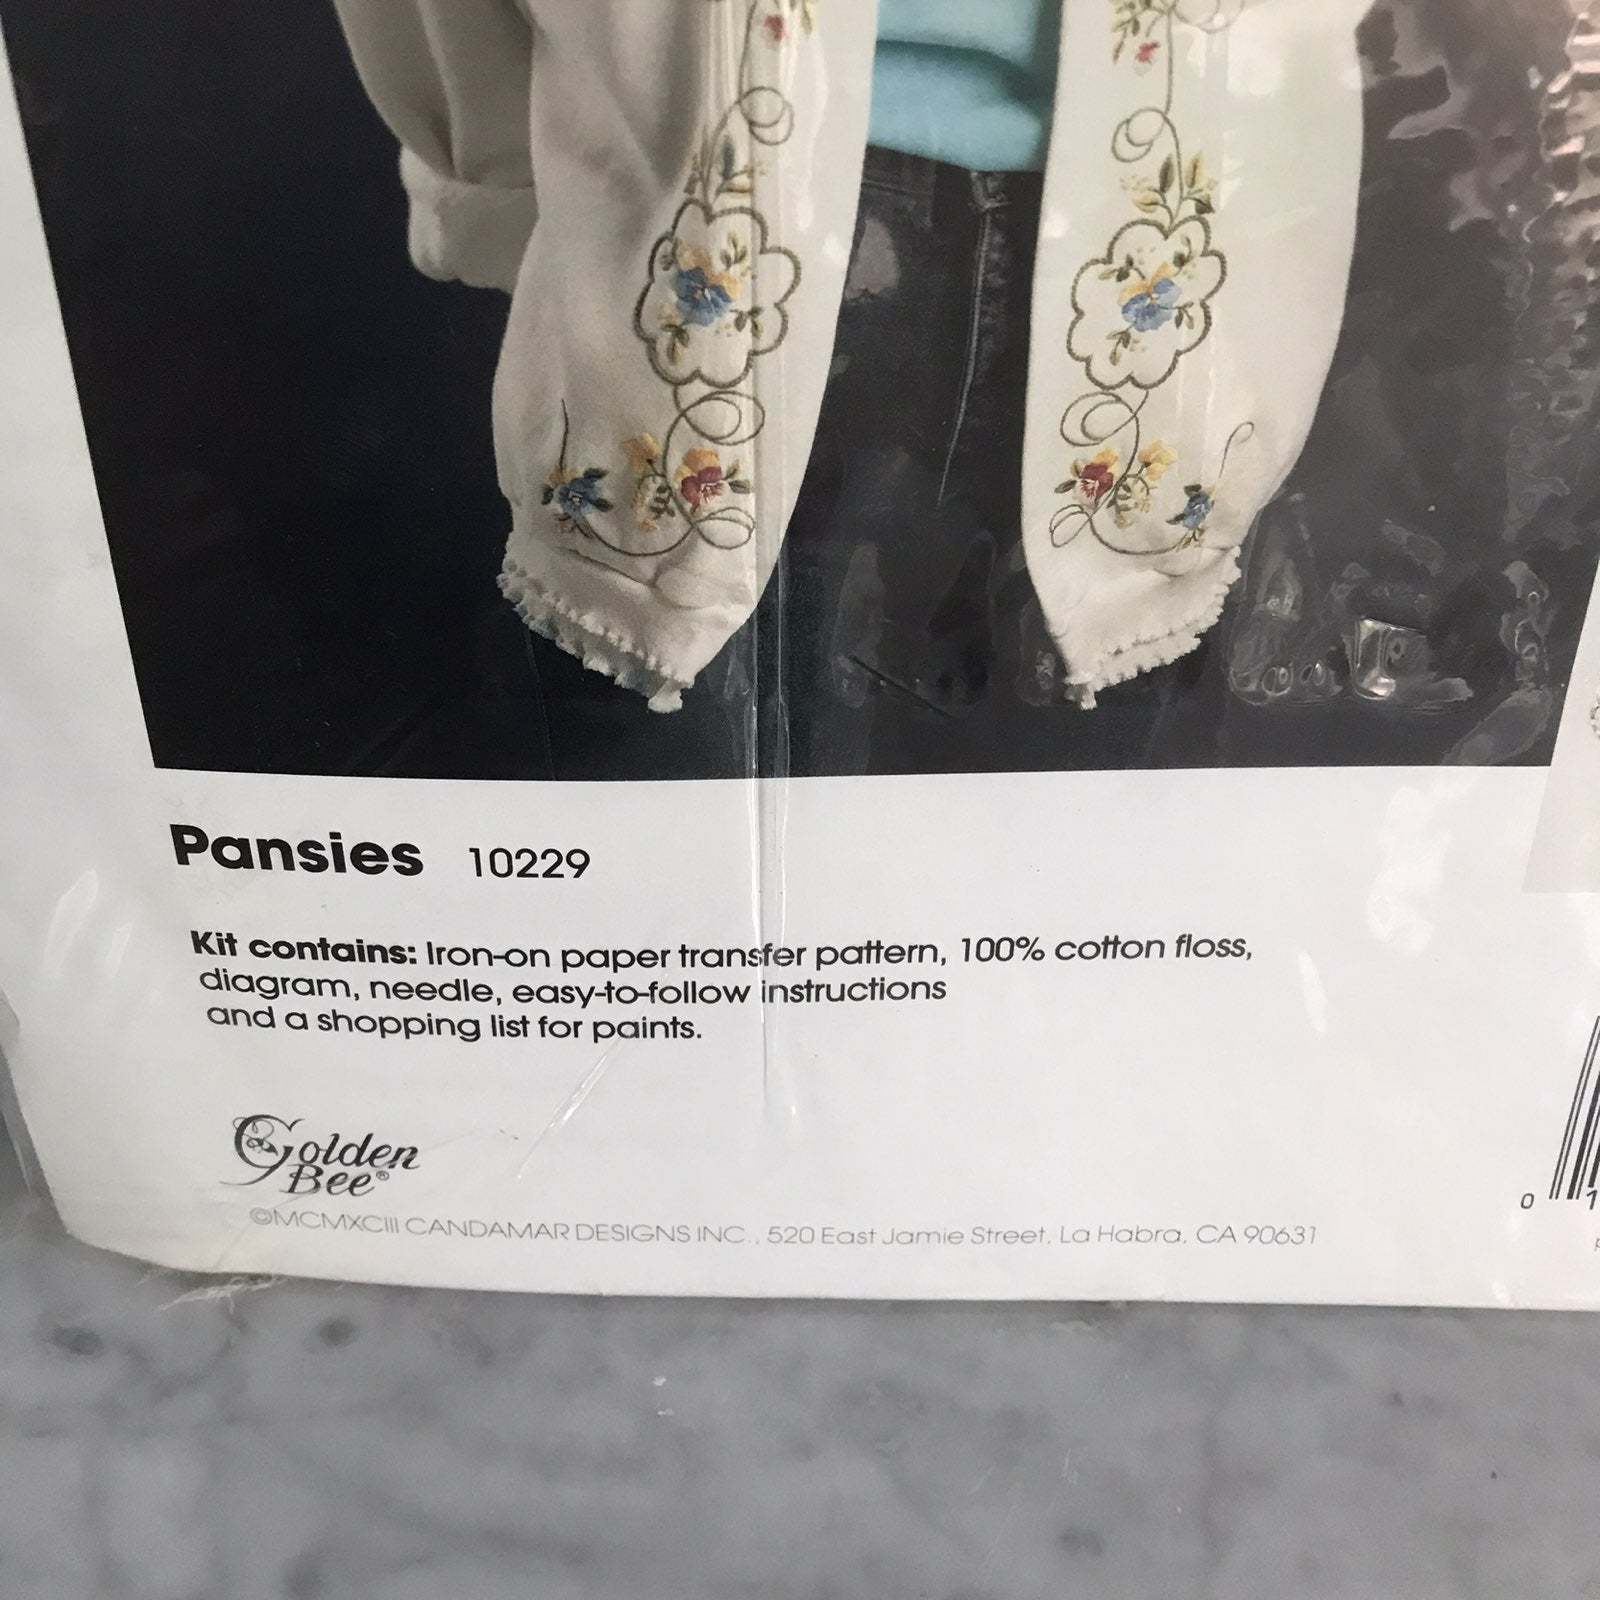 Pansies 10229
Kit contains: Iron-on paper transfer pattern, 100% cotton floss,
diagram, needle, easy-to-follow instructions
and a shopping list for paints.
Golden
Bee®
©MCMXCIII CANDAMAR DESIGNS INC., 520 East Jamie Street, La Habra, CA 90631
0